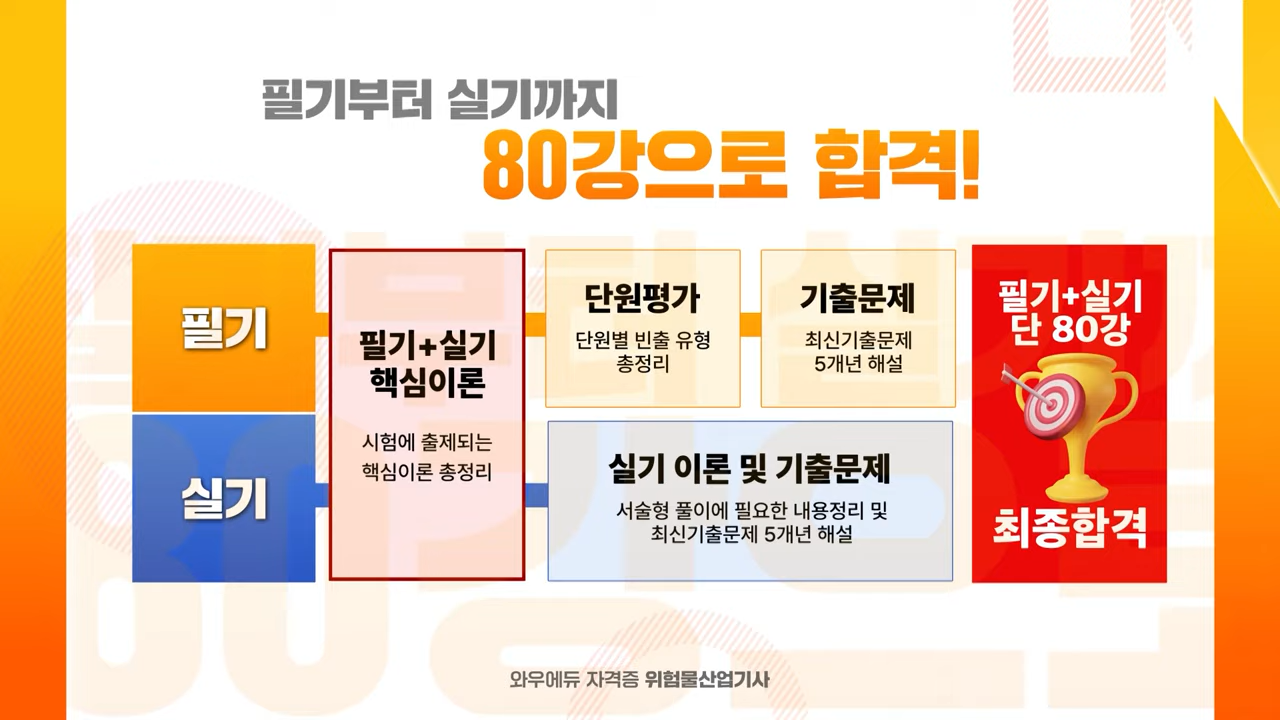 필기부터 실기까지
80강으로 합격!
필기
실기
필기+실기
핵심이론
시험에 출제되는
핵심이론 총정리
단원평가
단원별 빈출 유형
총정리
기출문제
최신기출문제
5개년 해설
실기 이론 및 기출문제
서술형 풀이에 필요한 내용정리 및
최신기출문제 5개년 해설
필기+실기
단 80강
최종합격
와우에듀 자격증 위험물산업기사